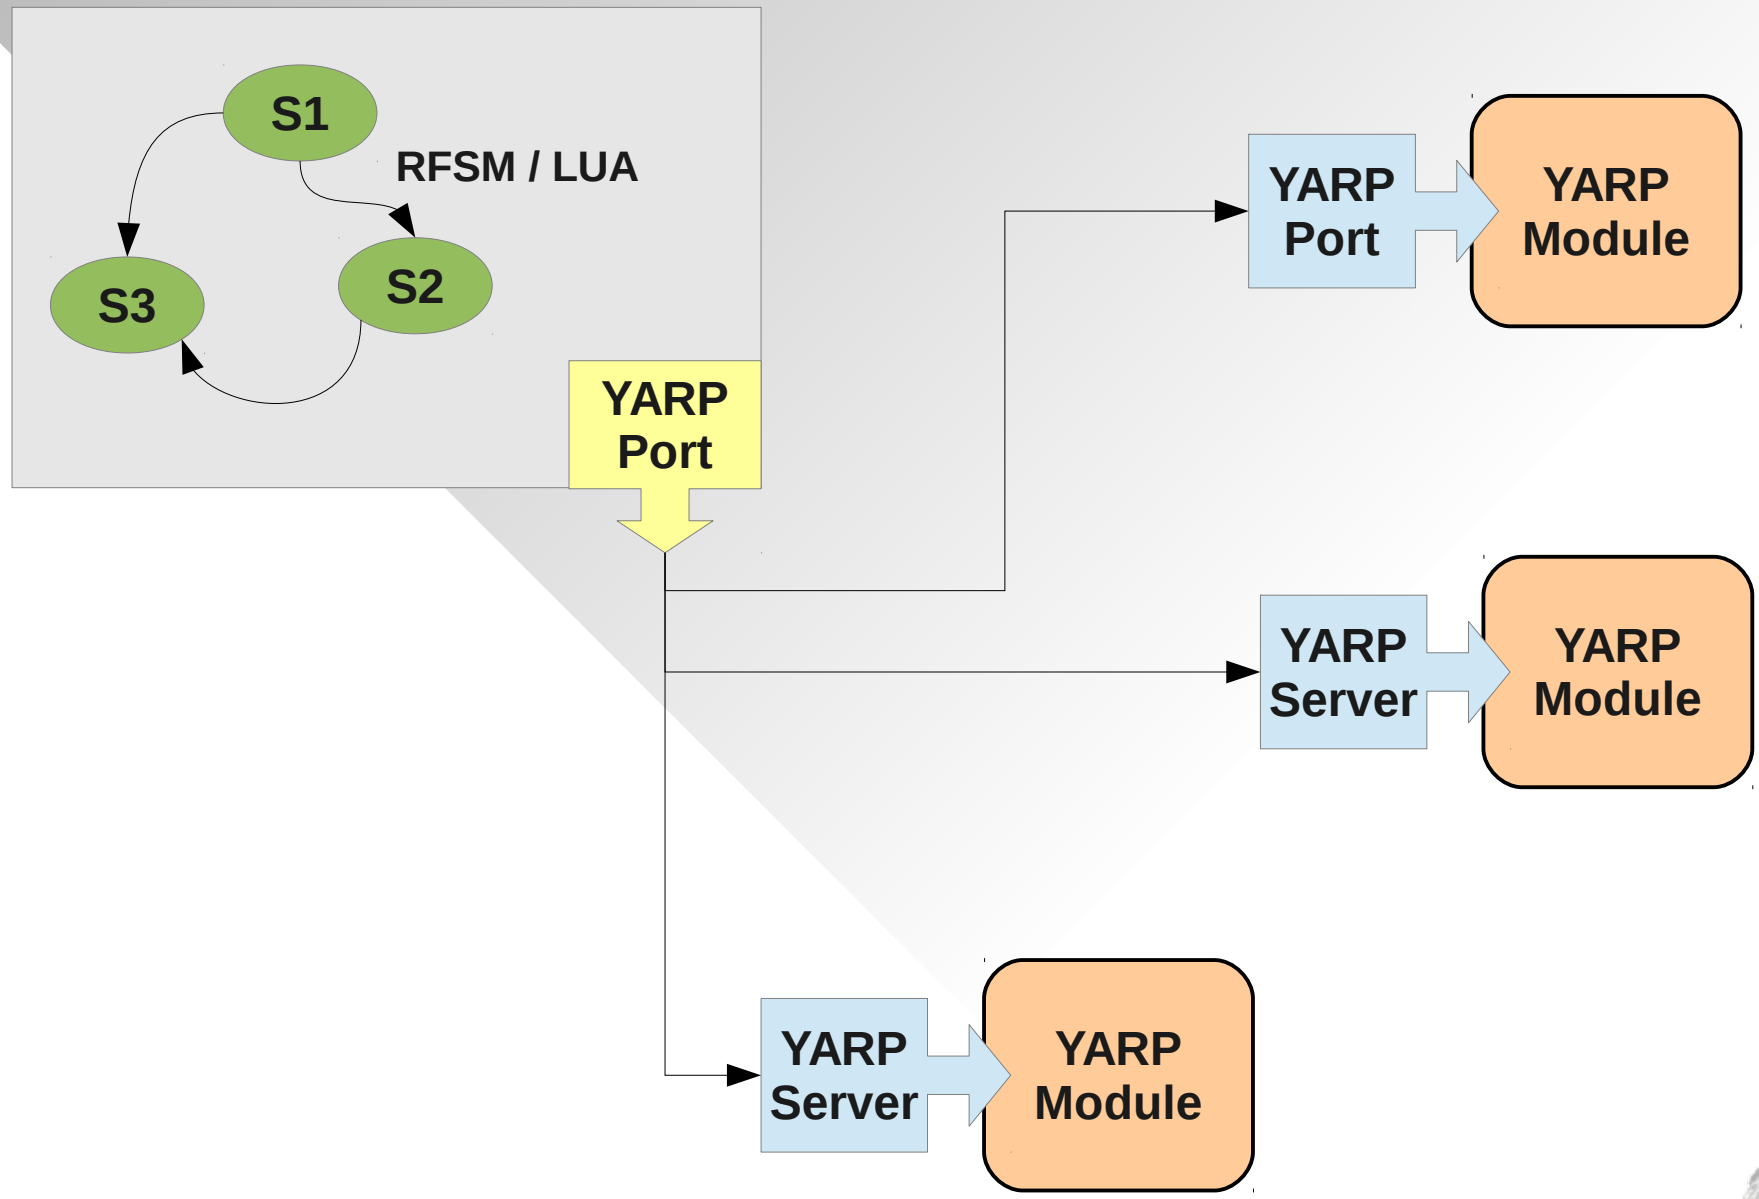 S1
RFSM / LUA
S2
S3
YARP
Port
YARP
Port
YARP
Module
YARP
Server
YARP
Module
YARP
Server
YARP
Module